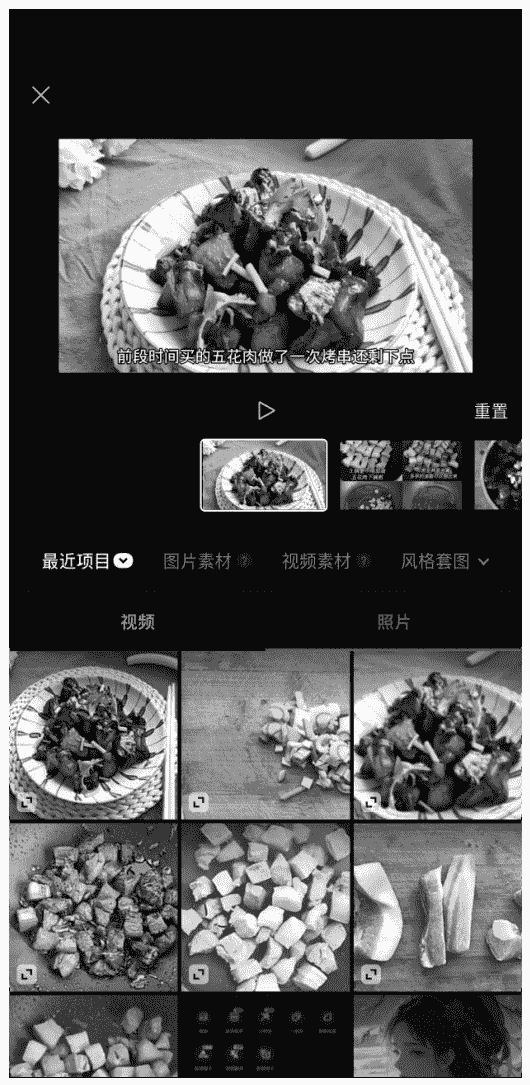 前段时间买的五花肉做了一次烤串还剩下点
重置
最近项目
图片素材
视频素材
风格套图
视频
照片